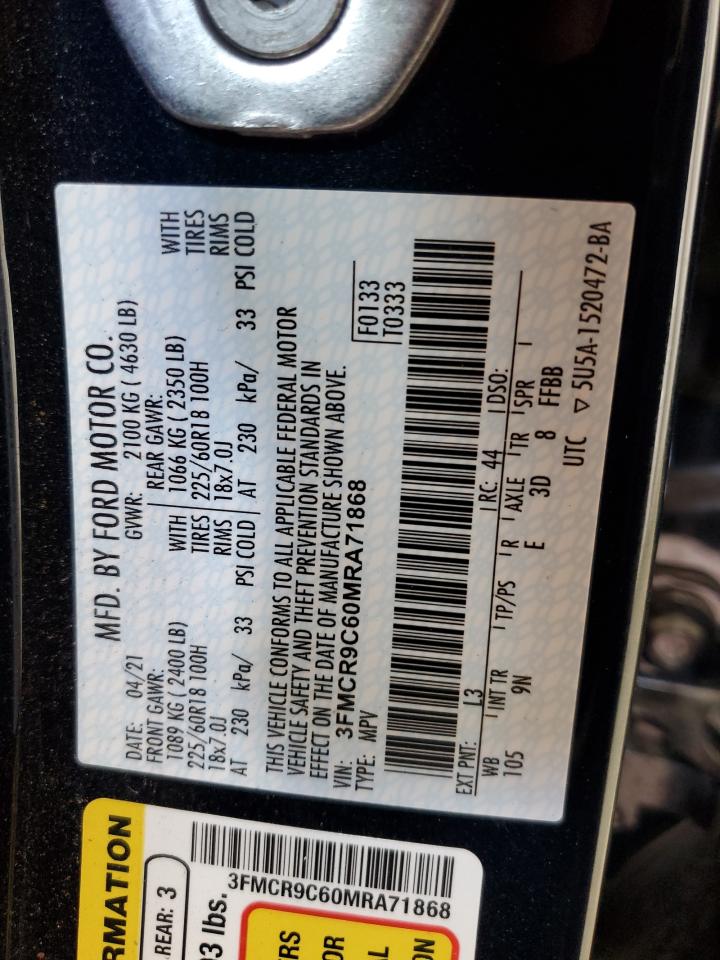 MFD. BY FORD MOTOR CO.
DATE: 04/21 GVWR: 2100 KG ( 4630 LB)
FRONT GAWR: REAR GAWR:
1089 KG ( 2400 LB) WITH 1066 KG ( 2350 LB) WITH
225/60R18 100H TIRES 225/60R18 100H TIRES
18x7.0J RIMS 18x7.0J RIMS
AT 230 kPa/ 33 PSI COLD AT 230 kPa/ 33 PSI COLD
THIS VEHICLE CONFORMS TO ALL APPLICABLE FEDERAL MOTOR
VEHICLE SAFETY AND THEFT PREVENTION STANDARDS IN
EFFECT ON THE DATE OF MANUFACTURE SHOWN ABOVE.
VIN: 3FMCR9C60MRA71868
TYPE: MPV
F0133
T0333
EXT PNT: L3 RC: 44 DSO:
WB INT TR TP/PS R AXLE TR SPR
105 9N E 3D 8 FFBB
UTC ▽ 5U5A-1520472-BA
RMATION
REAR: 3
3 lbs.
3FMCR9C60MRA71868
RS
OR
AL
ON